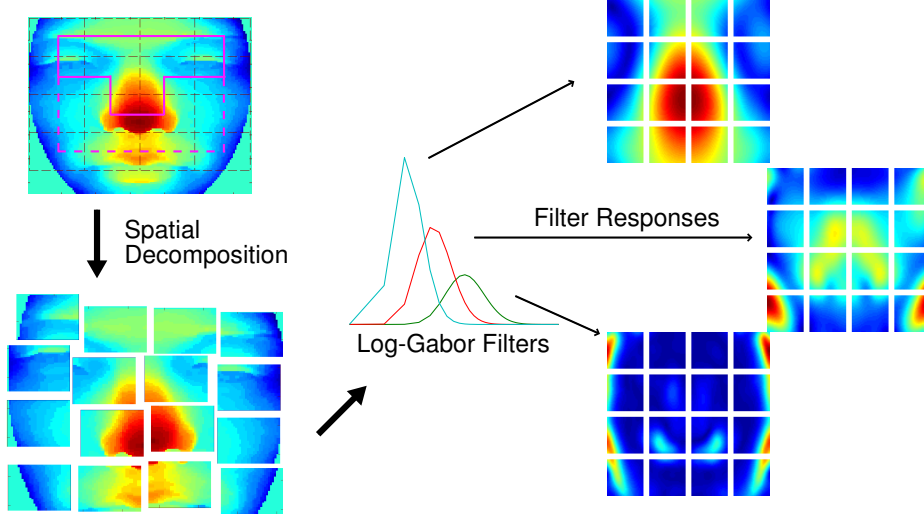 Spatial
Decomposition
Filter Responses
Log-Gabor Filters